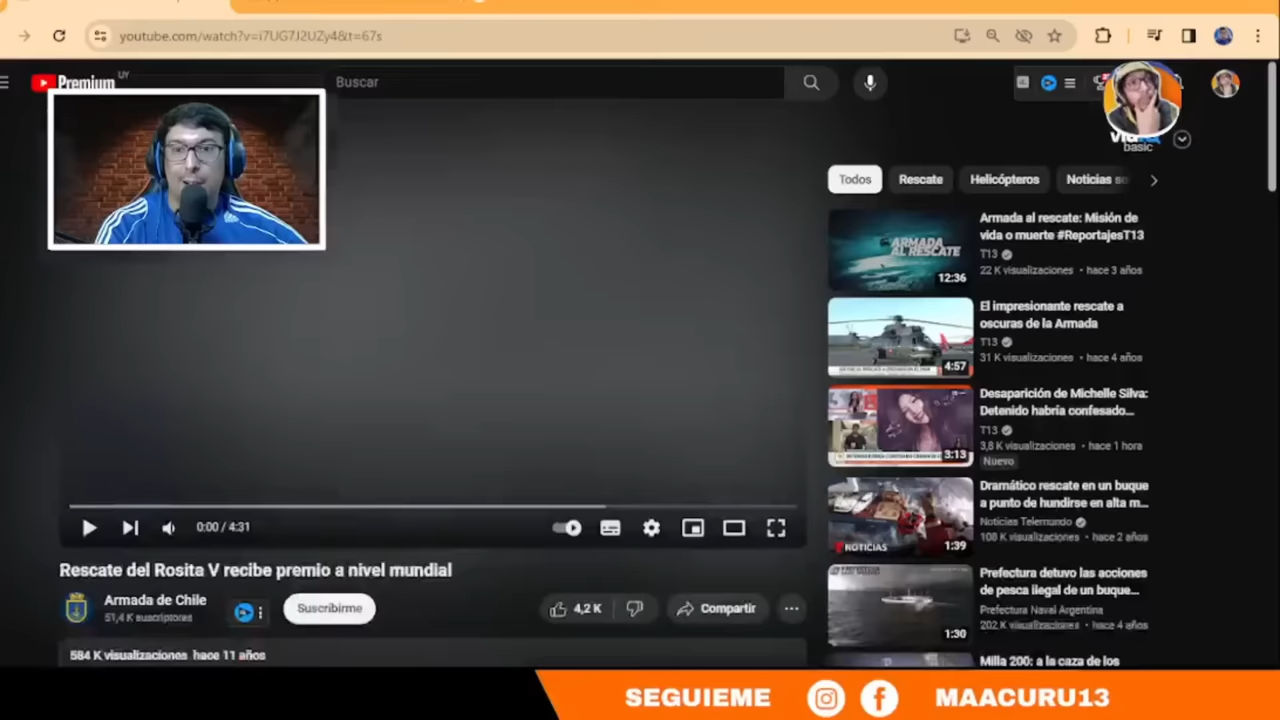 youtube.com/watch?v=i7UG7J2UZy4&t=67s
Premium UY
Buscar
basic
Todos
Rescate
Helicópteros
Noticias
Armada al rescate: Misión de
vida o muerte #ReportajesT13
T13
22 K visualizaciones • hace 3 años
ARMADA
AL RESCATE
12:36
El impresionante rescate a
oscuras de la Armada
T13
31 K visualizaciones • hace 4 años
4:57
Desaparición de Michelle Silva:
Detenido habría confesado...
T13
3,8 K visualizaciones • hace 1 hora
Nuevo
3:13
Dramático rescate en un buque
a punto de hundirse en alta m...
Noticias Telemundo
108 K visualizaciones • hace 2 años
NOTICIAS
1:39
Prefectura detuvo las acciones
de pesca ilegal de un buque...
Prefectura Naval Argentina
202 K visualizaciones • hace 4 años
1:30
Milla 200: a la caza de los
0:00 / 4:31
Rescate del Rosita V recibe premio a nivel mundial
Armada de Chile
51,4 K suscriptores
Suscribirme
4,2 K
Compartir
584 K visualizaciones hace 11 años
SEGUIEME
MAACURU13